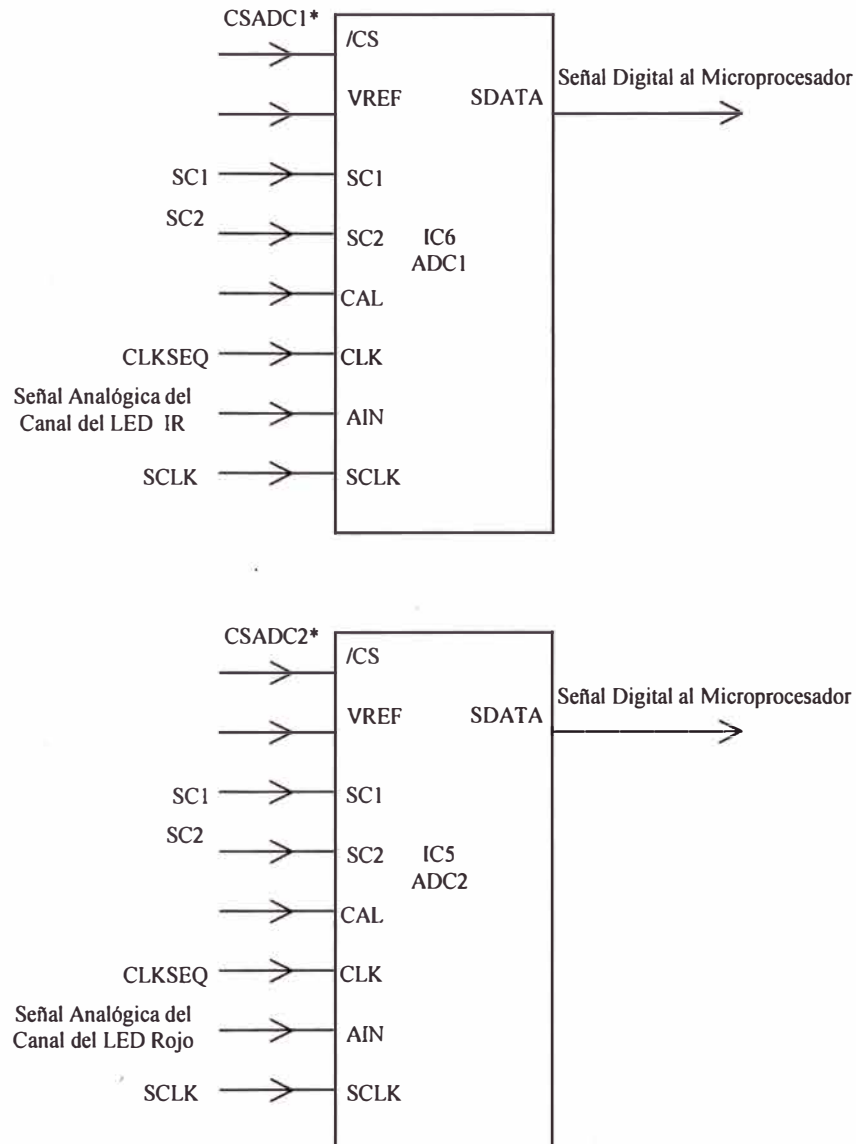 CSADC1*
/CS
Señal Digital al Microprocesador
VREF
SDATA
SC1
SC1
SC2
SC2
IC6
ADC1
CAL
CLKSEQ
CLK
Señal Analógica del
Canal del LED IR
AIN
SCLK
SCLK
CSADC2*
/CS
Señal Digital al Microprocesador
VREF
SDATA
SC1
SC1
SC2
SC2
IC5
ADC2
CAL
CLKSEQ
CLK
Señal Analógica del
Canal del LED Rojo
AIN
SCLK
SCLK